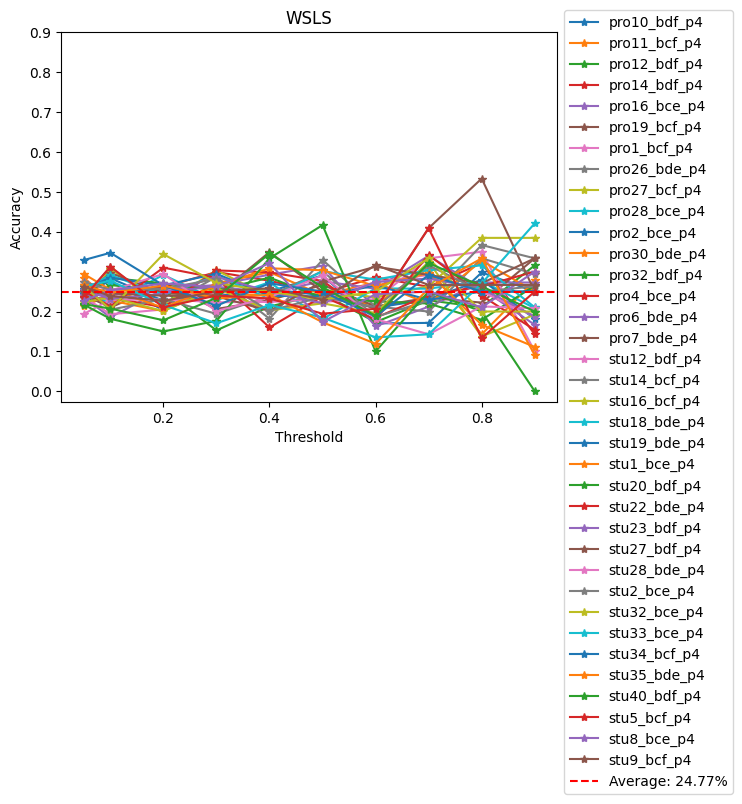 WSLS
0.9
0.8
0.7
0.6
0.5
0.4
0.3
0.2
0.1
0.0
Accuracy
0.2 0.4 0.6 0.8
Threshold
pro10_bdf_p4
pro11_bcf_p4
pro12_bdf_p4
pro14_bdf_p4
pro16_bce_p4
pro19_bcf_p4
pro1_bcf_p4
pro26_bde_p4
pro27_bcf_p4
pro28_bce_p4
pro2_bce_p4
pro30_bde_p4
pro32_bdf_p4
pro4_bce_p4
pro6_bde_p4
pro7_bde_p4
stu12_bdf_p4
stu14_bcf_p4
stu16_bcf_p4
stu18_bde_p4
stu19_bde_p4
stu1_bce_p4
stu20_bdf_p4
stu22_bde_p4
stu23_bdf_p4
stu27_bdf_p4
stu28_bde_p4
stu2_bce_p4
stu32_bce_p4
stu33_bce_p4
stu34_bcf_p4
stu35_bde_p4
stu40_bdf_p4
stu5_bcf_p4
stu8_bce_p4
stu9_bcf_p4
Average: 24.77%